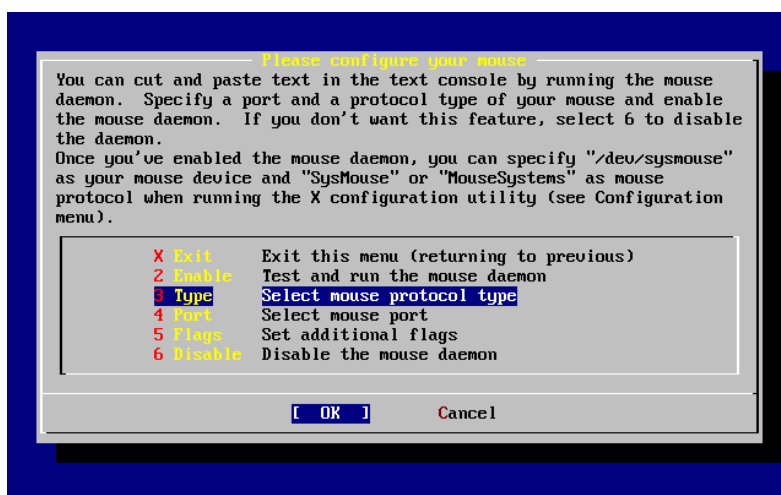 Please configure your mouse
You can cut and paste text in the text console by running the mouse
daemon.  Specify a port and a protocol type of your mouse and enable
the mouse daemon.  If you don't want this feature, select 6 to disable
the daemon.
Once you've enabled the mouse daemon, you can specify "/dev/sysmouse"
as your mouse device and "SysMouse" or "MouseSystems" as mouse
protocol when running the X configuration utility (see Configuration
menu).
X Exit Exit this menu (returning to previous)
2 Enable Test and run the mouse daemon
3 Type Select mouse protocol type
4 Port Select mouse port
5 Flags Set additional flags
6 Disable Disable the mouse daemon
[ OK ] Cancel